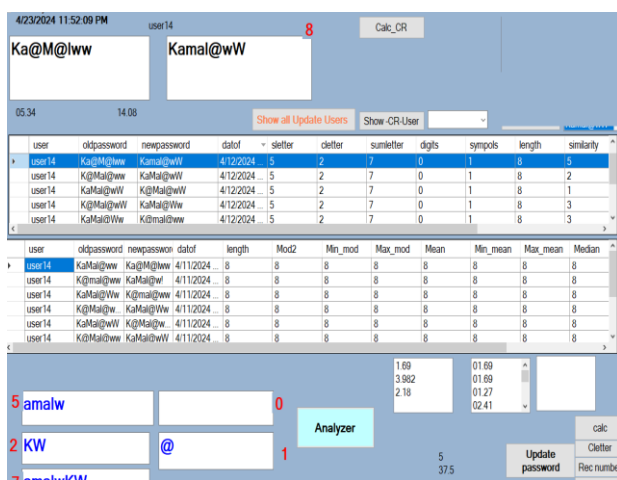 4/23/2024 11:52:09 PM user14 8 Calc_CR
Ka@M@lww Kamal@wW
05.34 14.08
Show all Update Users Show -CR-User
user oldpassword newpassword datof sletter cletter sumletter digits sympols length similarity
user14 Ka@M@lww Kamal@wW 4/12/2024 ... 5 2 7 0 1 8 5
user14 K@Mal@ww KaMal@wW 4/12/2024 ... 5 2 7 0 1 8 2
user14 KaMal@wW K@Mal@wW 4/12/2024 ... 5 2 7 0 1 8 1
user14 K@Mal@wW KaMal@Ww 4/12/2024 ... 5 2 7 0 1 8 3
user14 KaMal@Ww K@mal@ww 4/12/2024 ... 5 2 7 0 1 8 3
user oldpassword newpasswon datof length Mod2 Min_mod Max_mod Mean Min_mean Max_mean Median
user14 KaMal@ww Ka@M@lww 4/11/2024 ... 8 8 8 8 8 8 8 8
user14 K@mal@ww KaMal@w! 4/11/2024 ... 8 8 8 8 8 8 8 8
user14 KaMal@Ww K@mal@ww 4/11/2024 ... 8 8 8 8 8 8 8 8
user14 K@Mal@w... KaMal@Ww 4/11/2024 ... 8 8 8 8 8 8 8 8
user14 KaMal@wW K@Mal@w... 4/11/2024 ... 8 8 8 8 8 8 8 8
user14 K@Mal@ww KaMal@wW 4/11/2024 ... 8 8 8 8 8 8 8 8
1.69 01.69
3.982 01.69
2.18 01.27
02.41
5 amalw 0
Analyzer
calc
2 KW @ 1
Cletter
5
37.5
Update
password
Rec numbe
7 amalwKW